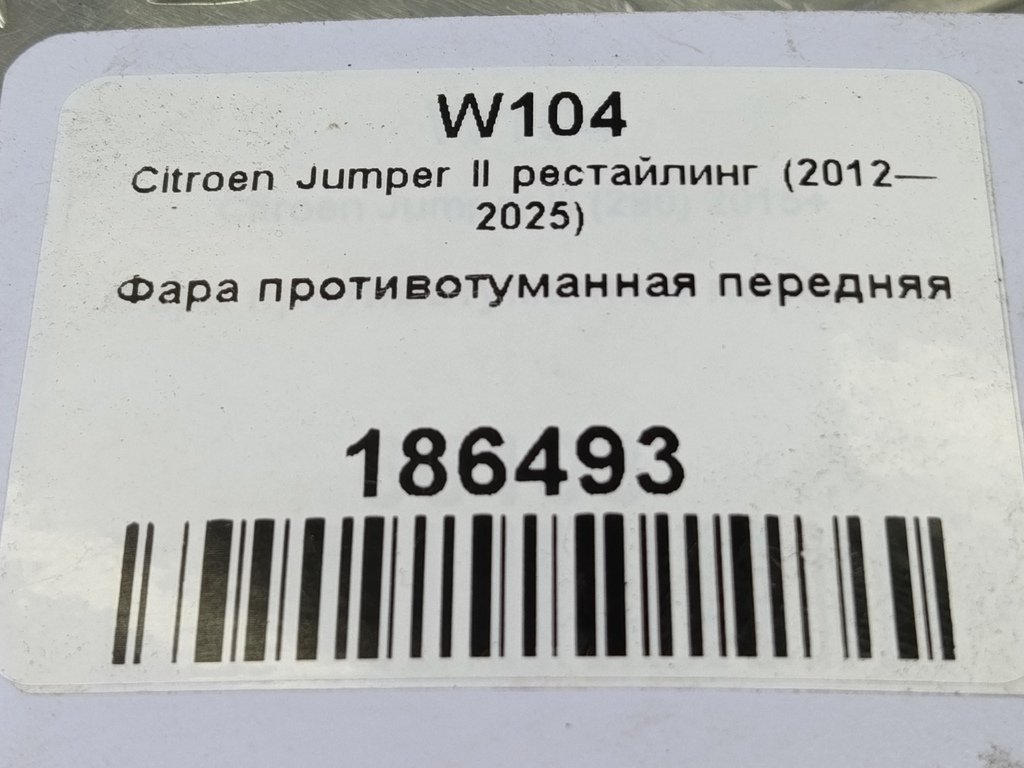 W104
Citroen Jumper II рестайлинг (2012—
2025)
Фара противотуманная передняя
186493